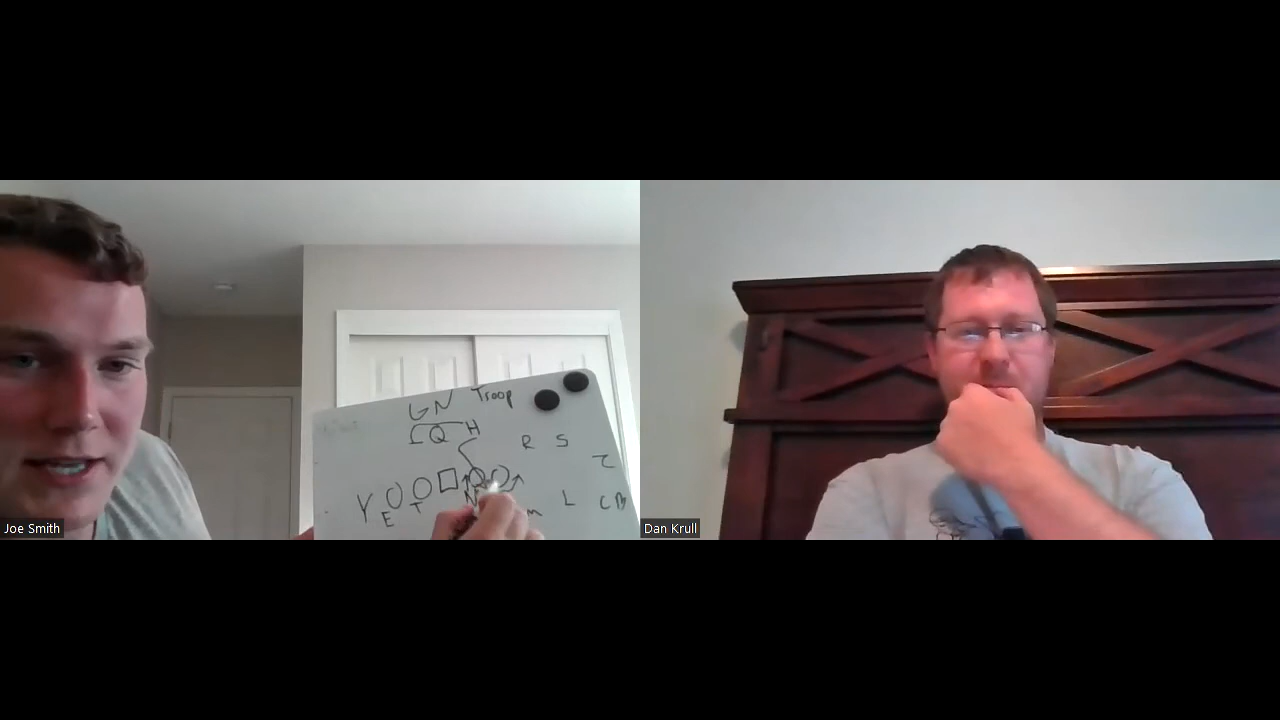 GN Troop
Q H
R S
Z
Y
E T N M L CB
Joe Smith
Dan Krull